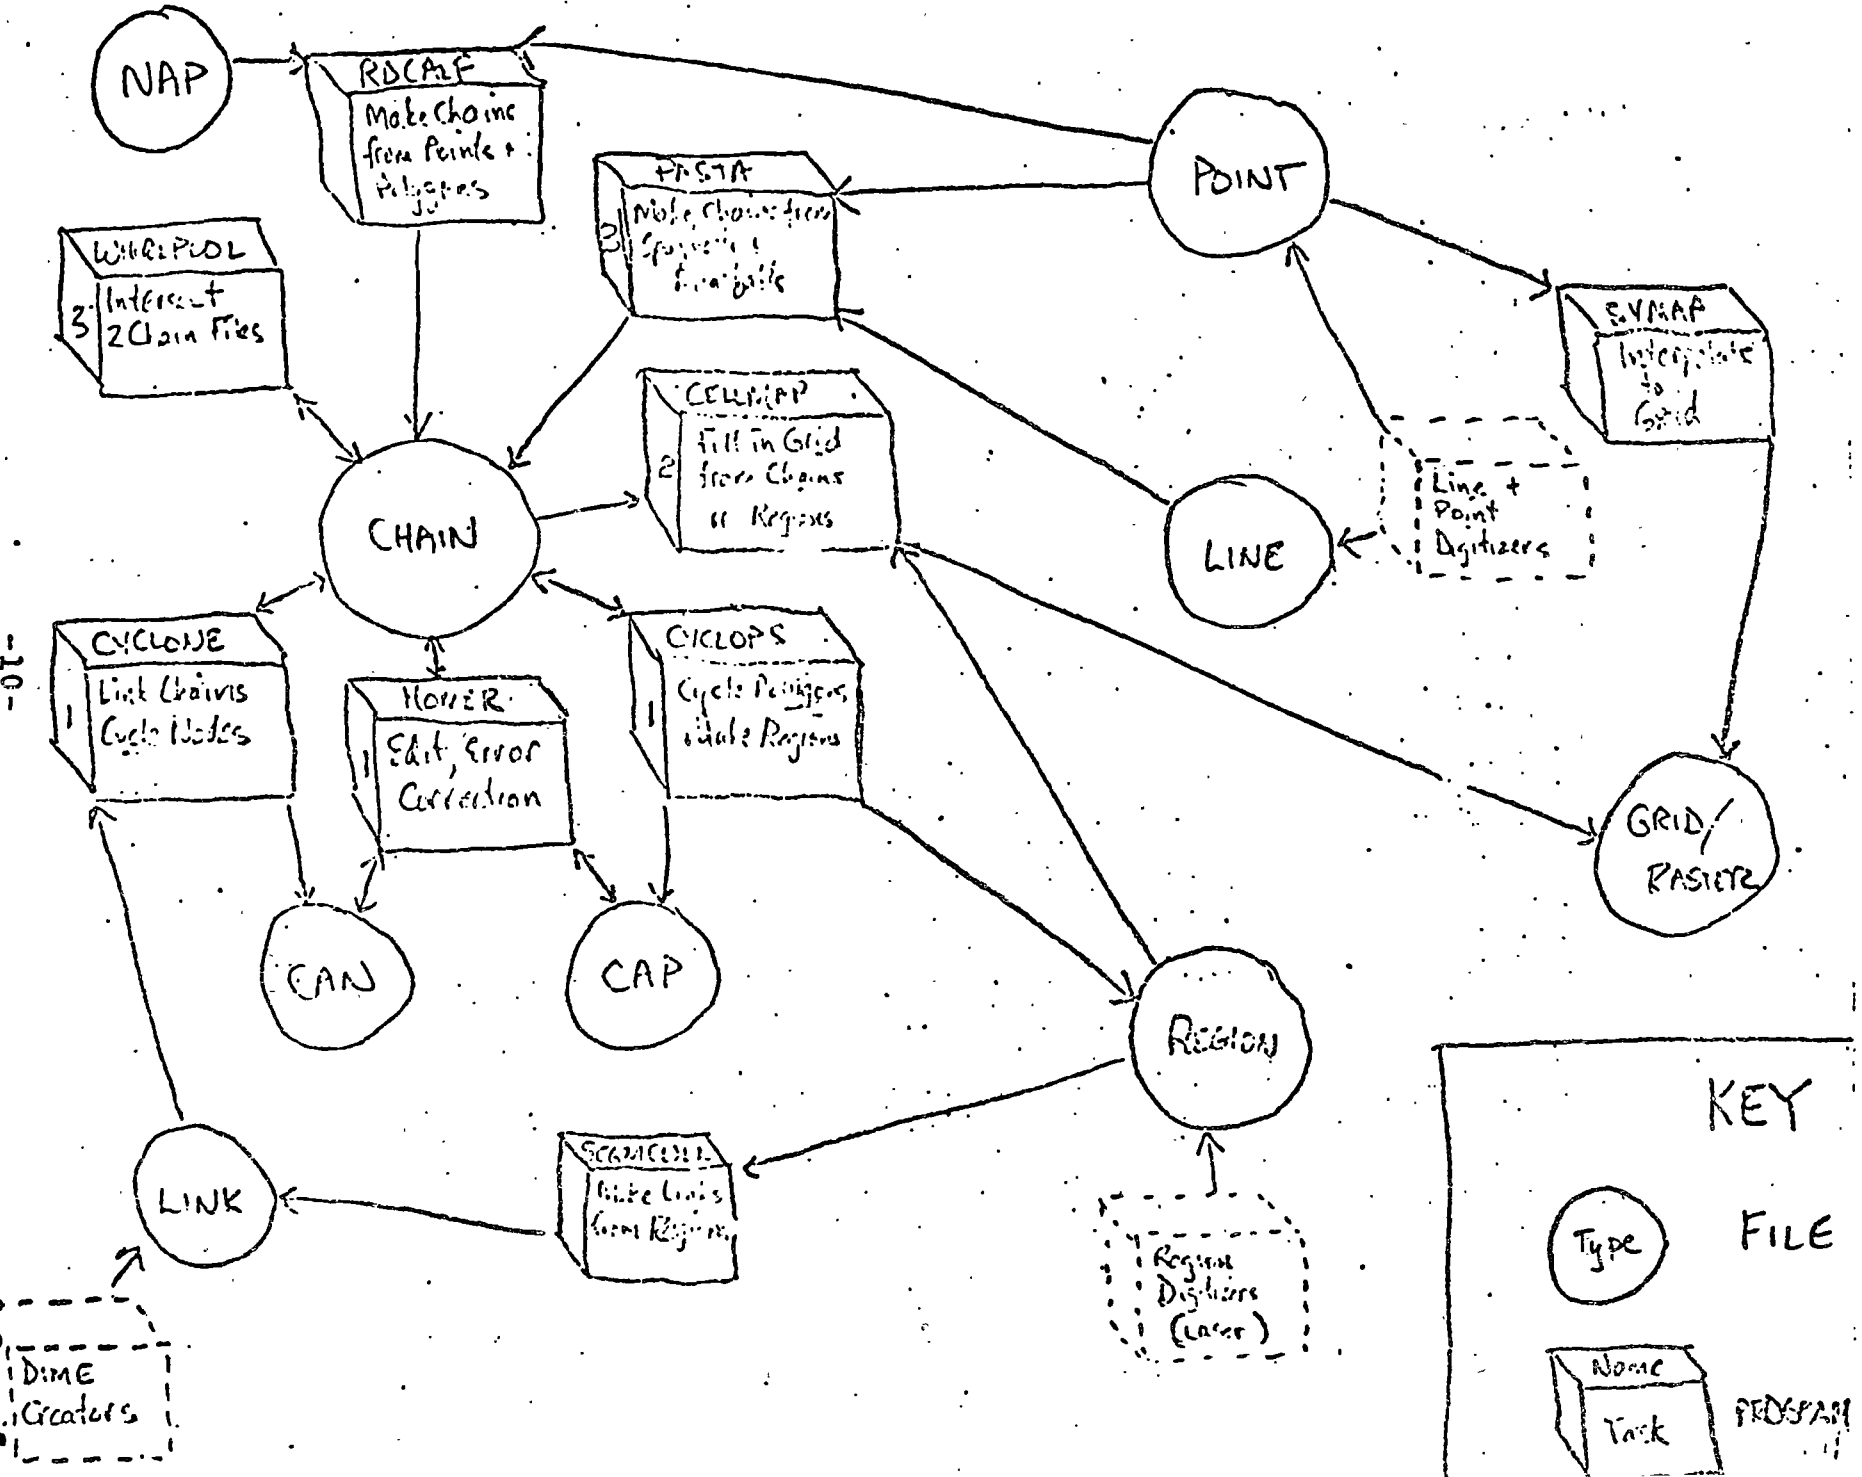 NAP
Make Chains
from Points +
Polygons
POINT
PASTA
3
Make Chains from
WHIRLPOOL
3
Intersect
2 Chain Files
SYMAP
Interpolate
to
Grid
CELLMAP
2
Fill in Grid
from Chains
or Regions
CHAIN
LINE
Line +
Point
Digitizers
CYCLONE
1
Link Chains
Cycle Nodes
HOMER
1
Edit, Error
Correction
CYCLOPS
1
Cycle Polygons
Make Regions
GRID/
RASTER
-10-
CAN
CAP
REGION
LINK
Make Links
from Regions
Region
Digitizers
(Laser)
DIME
Creators
KEY
Type
FILE
Name
Task
PROGRAM